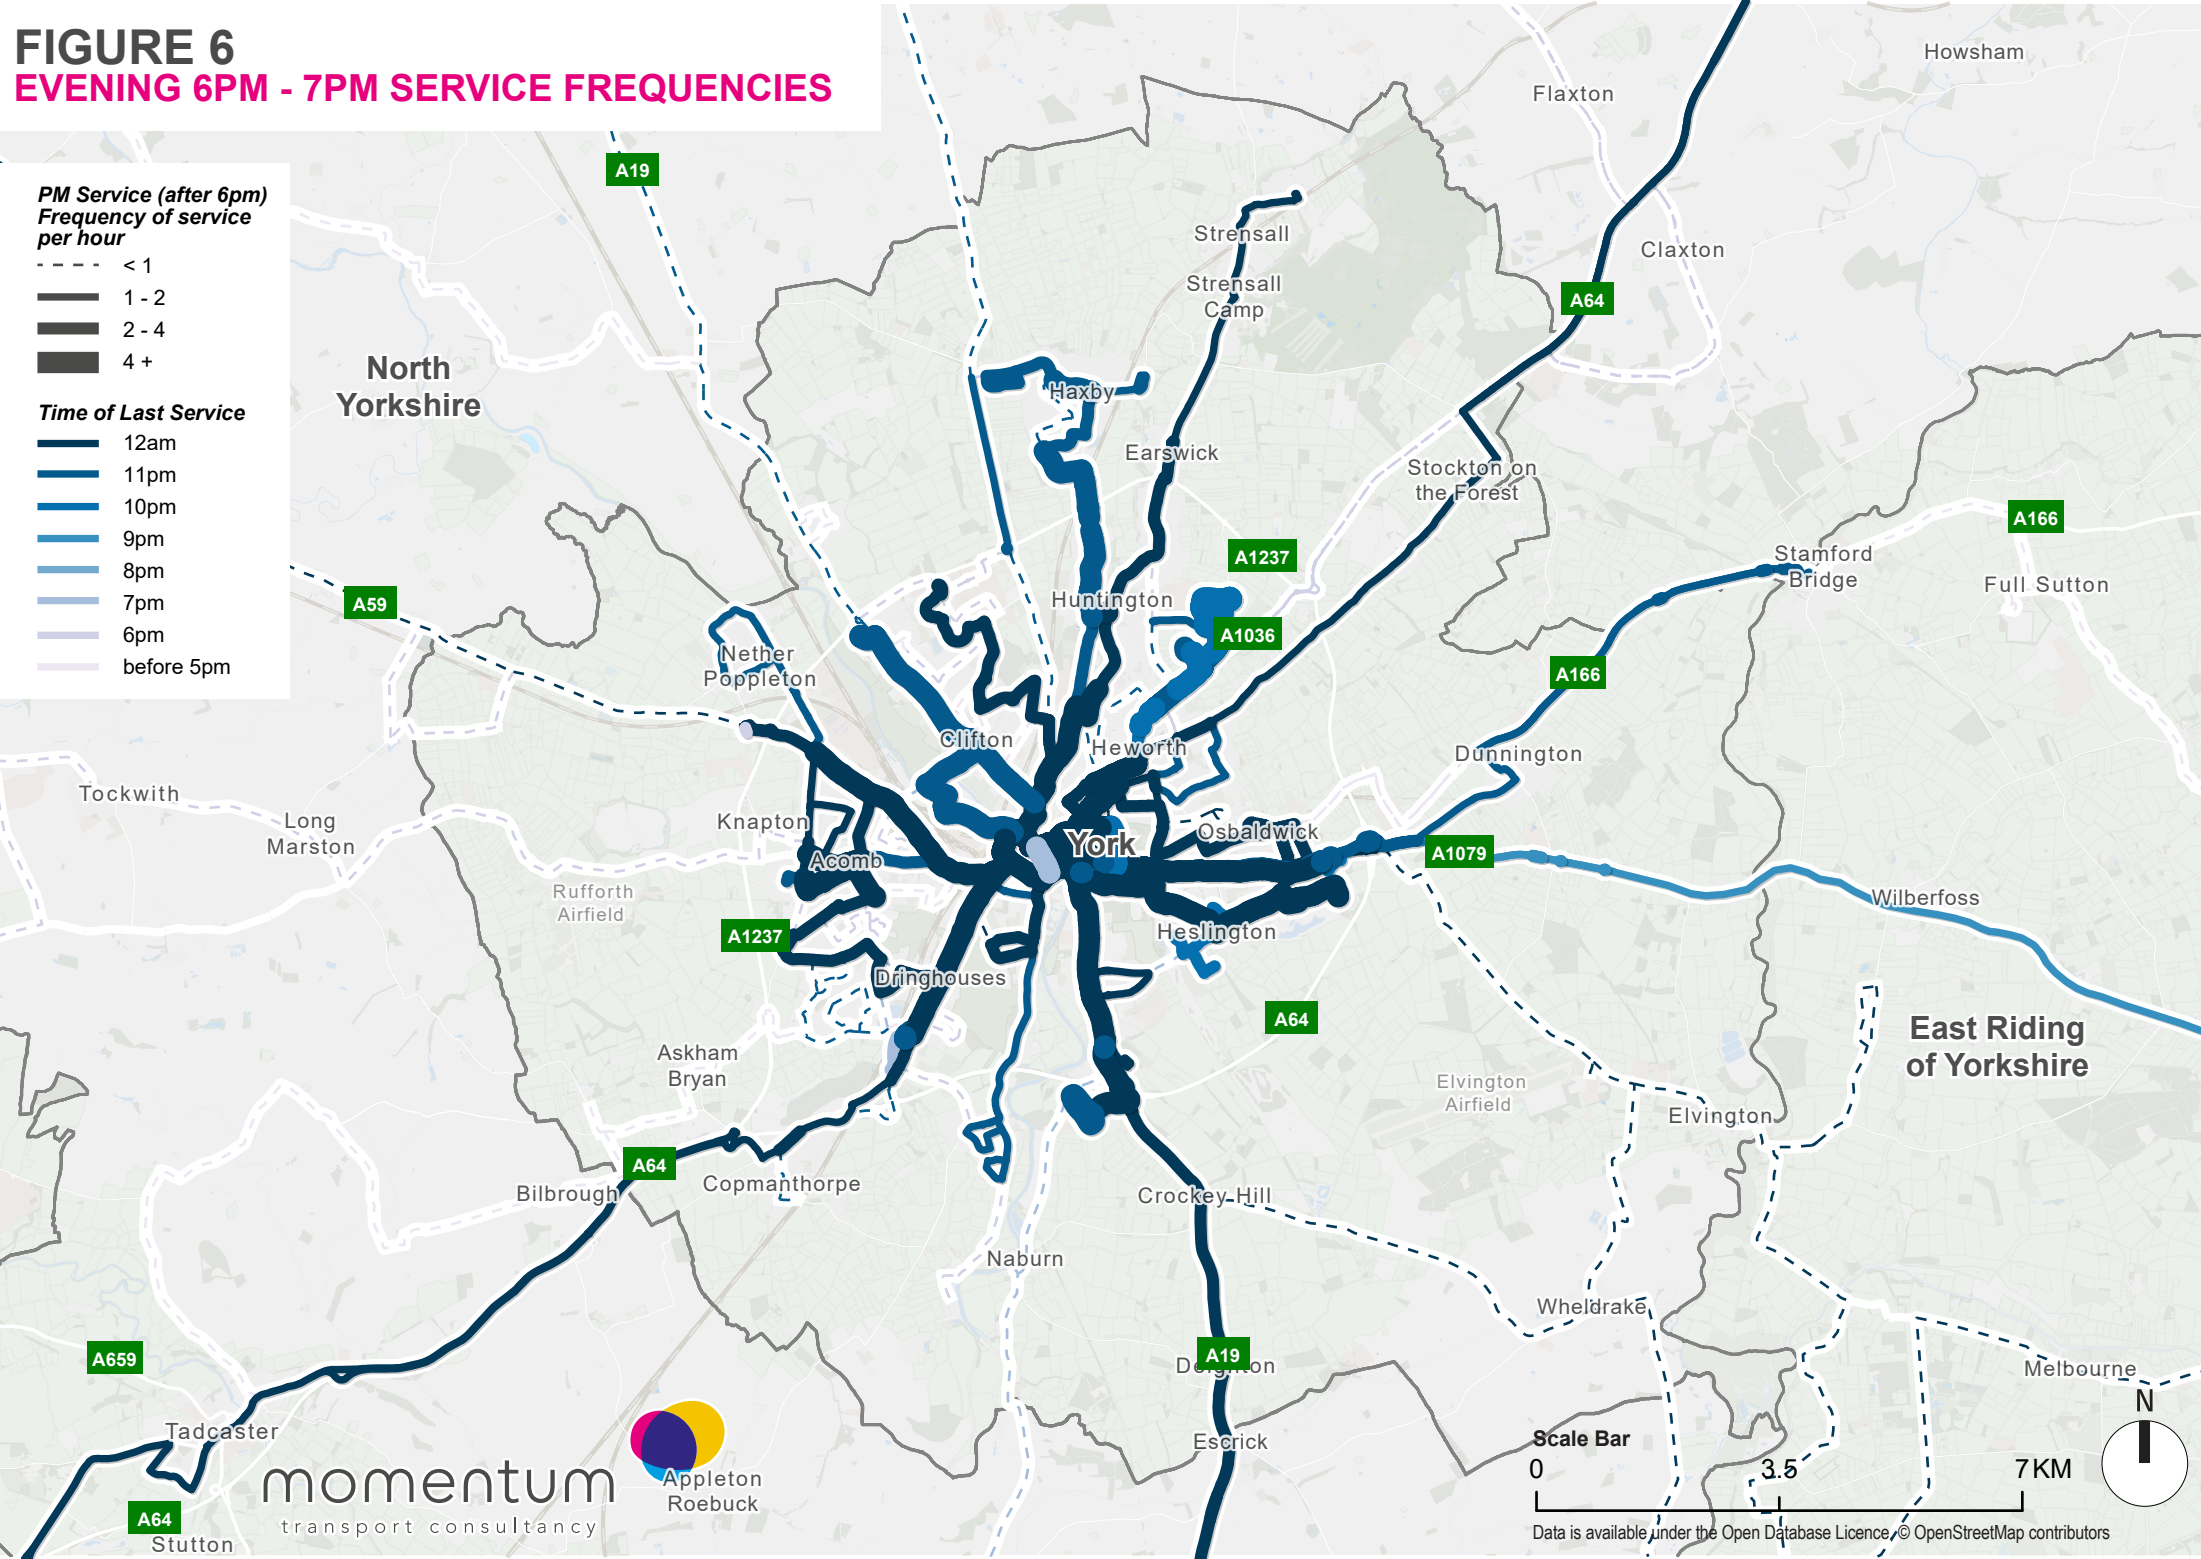 FIGURE 6
EVENING 6PM - 7PM SERVICE FREQUENCIES
PM Service (after 6pm)
Frequency of service
per hour
< 1
1 - 2
2 - 4
4 +
Time of Last Service
12am
11pm
10pm
9pm
8pm
7pm
6pm
before 5pm
Howsham
Flaxton
A19
Strensall
Claxton
Strensall
Camp
A64
North
Yorkshire
Haxby
Earswick
Stockton on
the Forest
A166
A1237
Stamford
Bridge
Full Sutton
A59
Huntington
A1036
Nether
Poppleton
A166
Clifton
Heworth
Dunnington
Tockwith
Long
Marston
Knapton
York
Osbaldwick
Acomb
A1079
Rufforth
Airfield
Wilberfoss
A1237
Heslington
Dringhouses
A64
East Riding
of Yorkshire
Askham
Bryan
Elvington
Airfield
Elvington
A64
Bilbrough
Copmanthorpe
Crockey Hill
Naburn
Wheldrake
A659
A19
Deighton
Melbourne
Tadcaster
Escrick
N
Scale Bar
0 3.5 7KM
momentum
transport consultancy
Appleton
Roebuck
A64
Stutton
Data is available under the Open Database Licence, © OpenStreetMap contributors